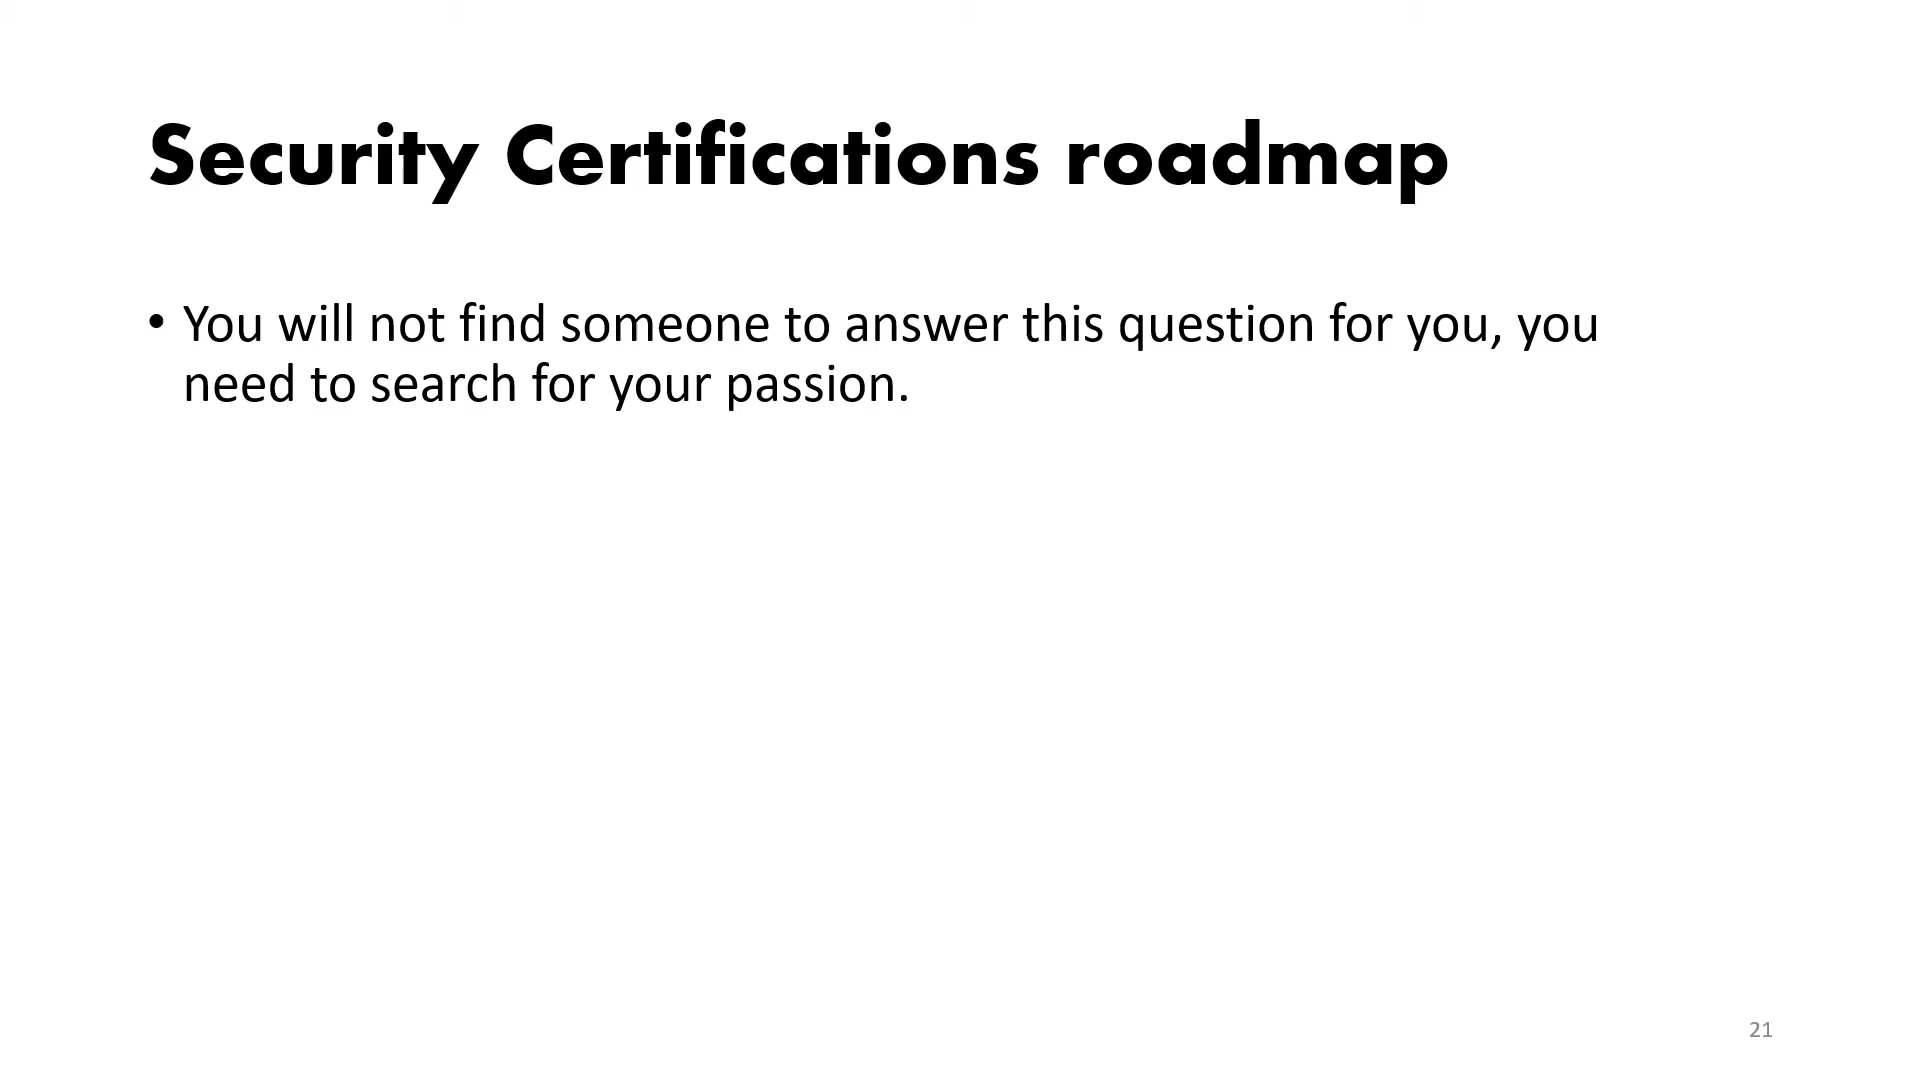 Security Certifications roadmap
• You will not find someone to answer this question for you, you
need to search for your passion.
21